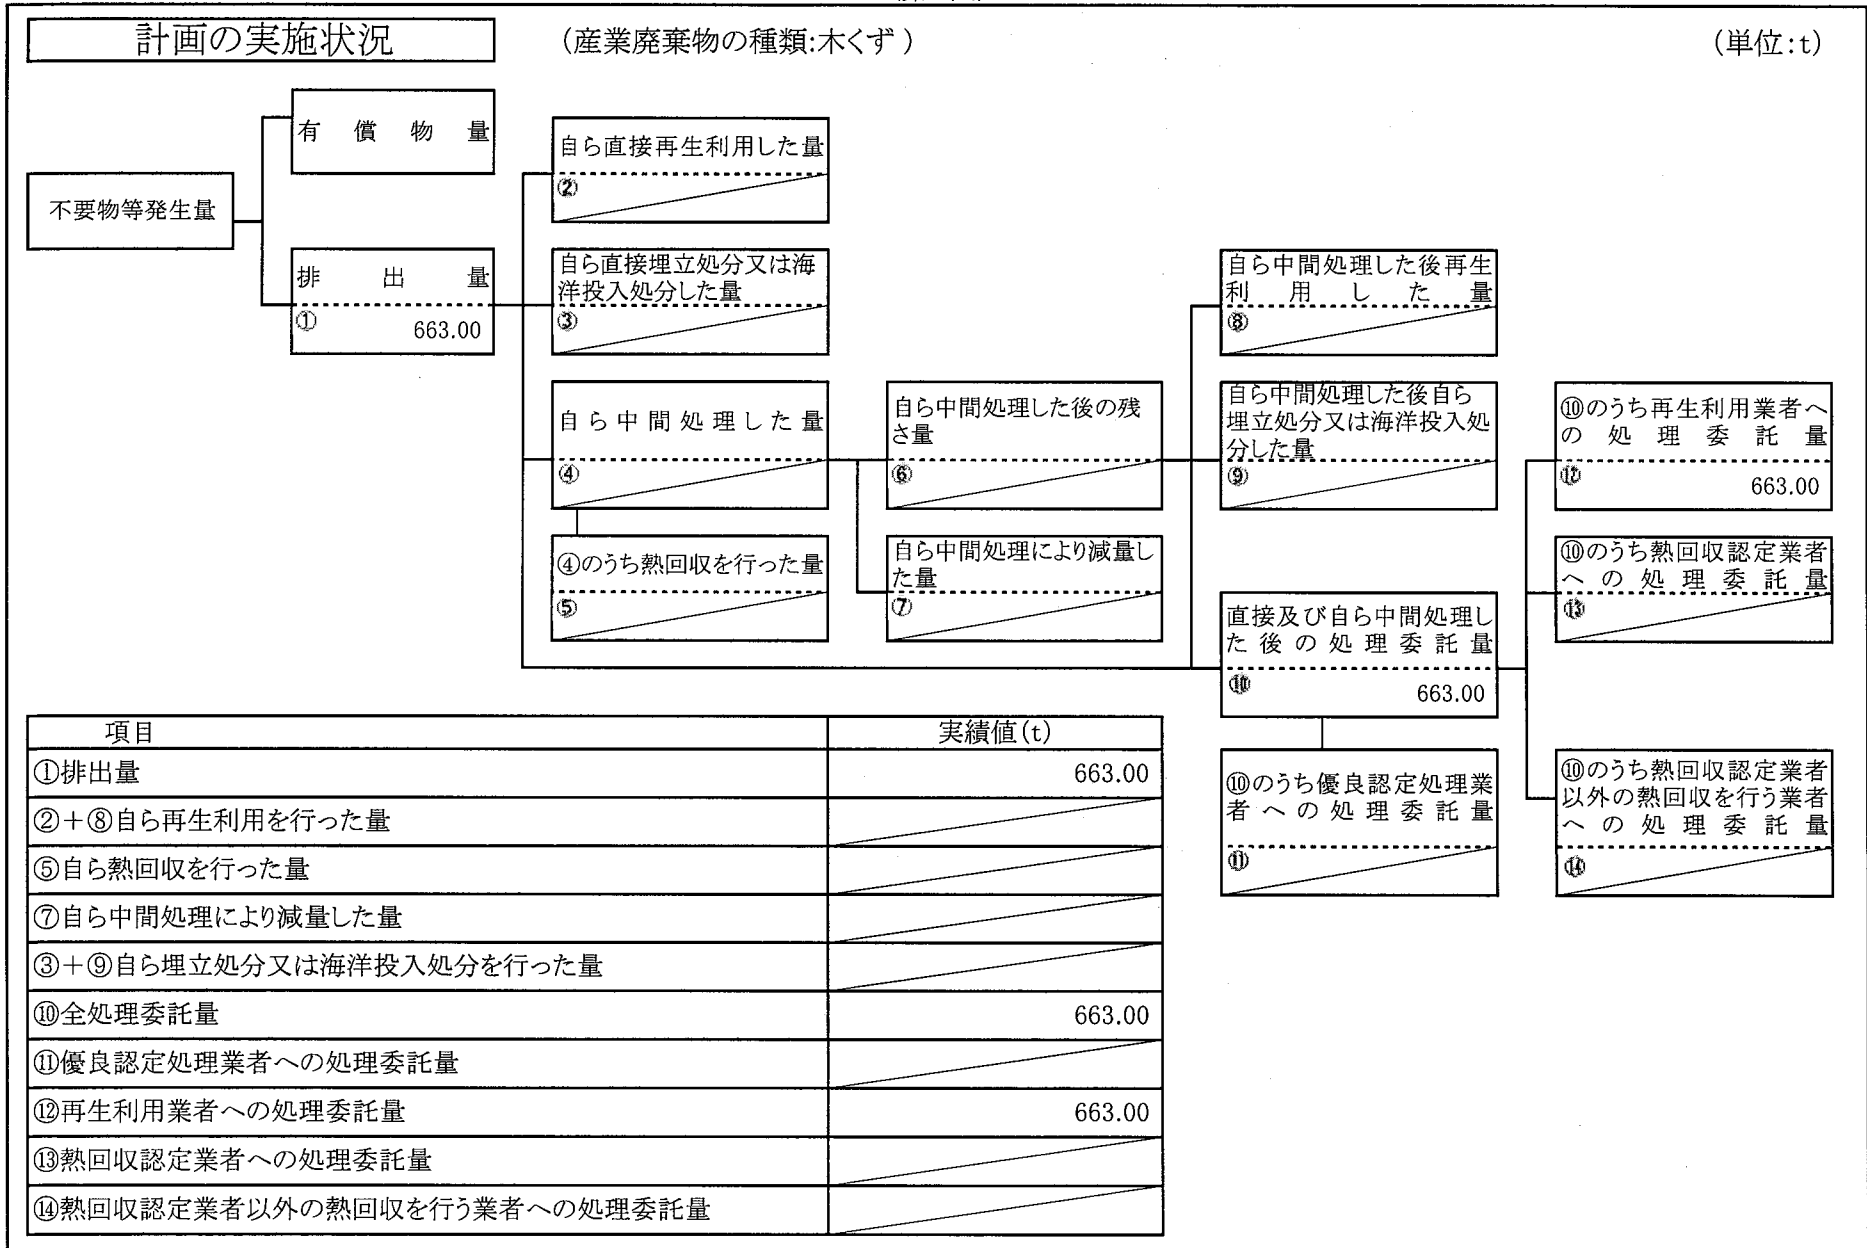 計画の実施状況
(産業廃棄物の種類:木くず)
(単位:t)
不要物等発生量
有償物量
排出量
①
663.00
自ら直接再生利用した量
②
自ら直接埋立処分又は海
洋投入処分した量
③
自ら中間処理した量
④
④のうち熱回収を行った量
⑤
自ら中間処理した後の残
さ量
⑥
自ら中間処理により減量し
た量
⑦
自ら中間処理した後再生
利用した量
⑧
自ら中間処理した後自ら
埋立処分又は海洋投入処
分した量
⑨
直接及び自ら中間処理し
た後の処理委託量
⑩
663.00
⑩のうち優良認定処理業
者への処理委託量
⑪
⑩のうち再生利用業者へ
の処理委託量
⑫
663.00
⑩のうち熱回収認定業者
への処理委託量
⑬
⑩のうち熱回収認定業者
以外の熱回収を行う業者
への処理委託量
⑭
項目 実績値(t)
①排出量 663.00
②+⑧自ら再生利用を行った量
⑤自ら熱回収を行った量
⑦自ら中間処理により減量した量
③+⑨自ら埋立処分又は海洋投入処分を行った量
⑩全処理委託量 663.00
⑪優良認定処理業者への処理委託量
⑫再生利用業者への処理委託量 663.00
⑬熱回収認定業者への処理委託量
⑭熱回収認定業者以外の熱回収を行う業者への処理委託量